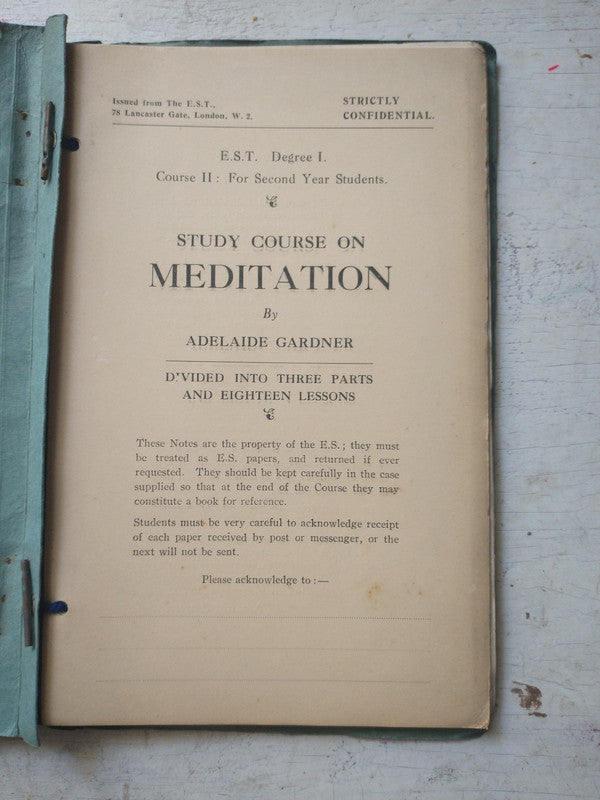 Issued from The E.S.T.,
78 Lancaster Gate, London, W. 2.
STRICTLY
CONFIDENTIAL.
E.S.T. Degree I.
Course II : For Second Year Students.
STUDY COURSE ON
MEDITATION
By
ADELAIDE GARDNER
D'VIDED INTO THREE PARTS
AND EIGHTEEN LESSONS
These Notes are the property of the E.S. ; they must
be treated as E.S. papers, and returned if ever
requested. They should be kept carefully in the case
supplied so that at the end of the Course they may
constitute a book for reference.
Students must be very careful to acknowledge receipt
of each paper received by post or messenger, or the
next will not be sent.
Please acknowledge to :—